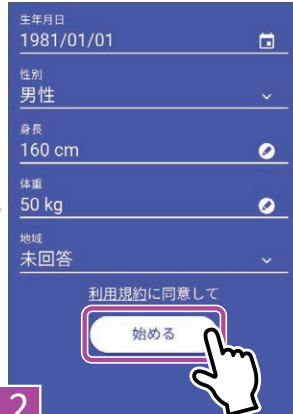 生年月日
1981/01/01
性別
男性
身長
160 cm
体重
50 kg
地域
未回答
利用規約に同意して
始める
2